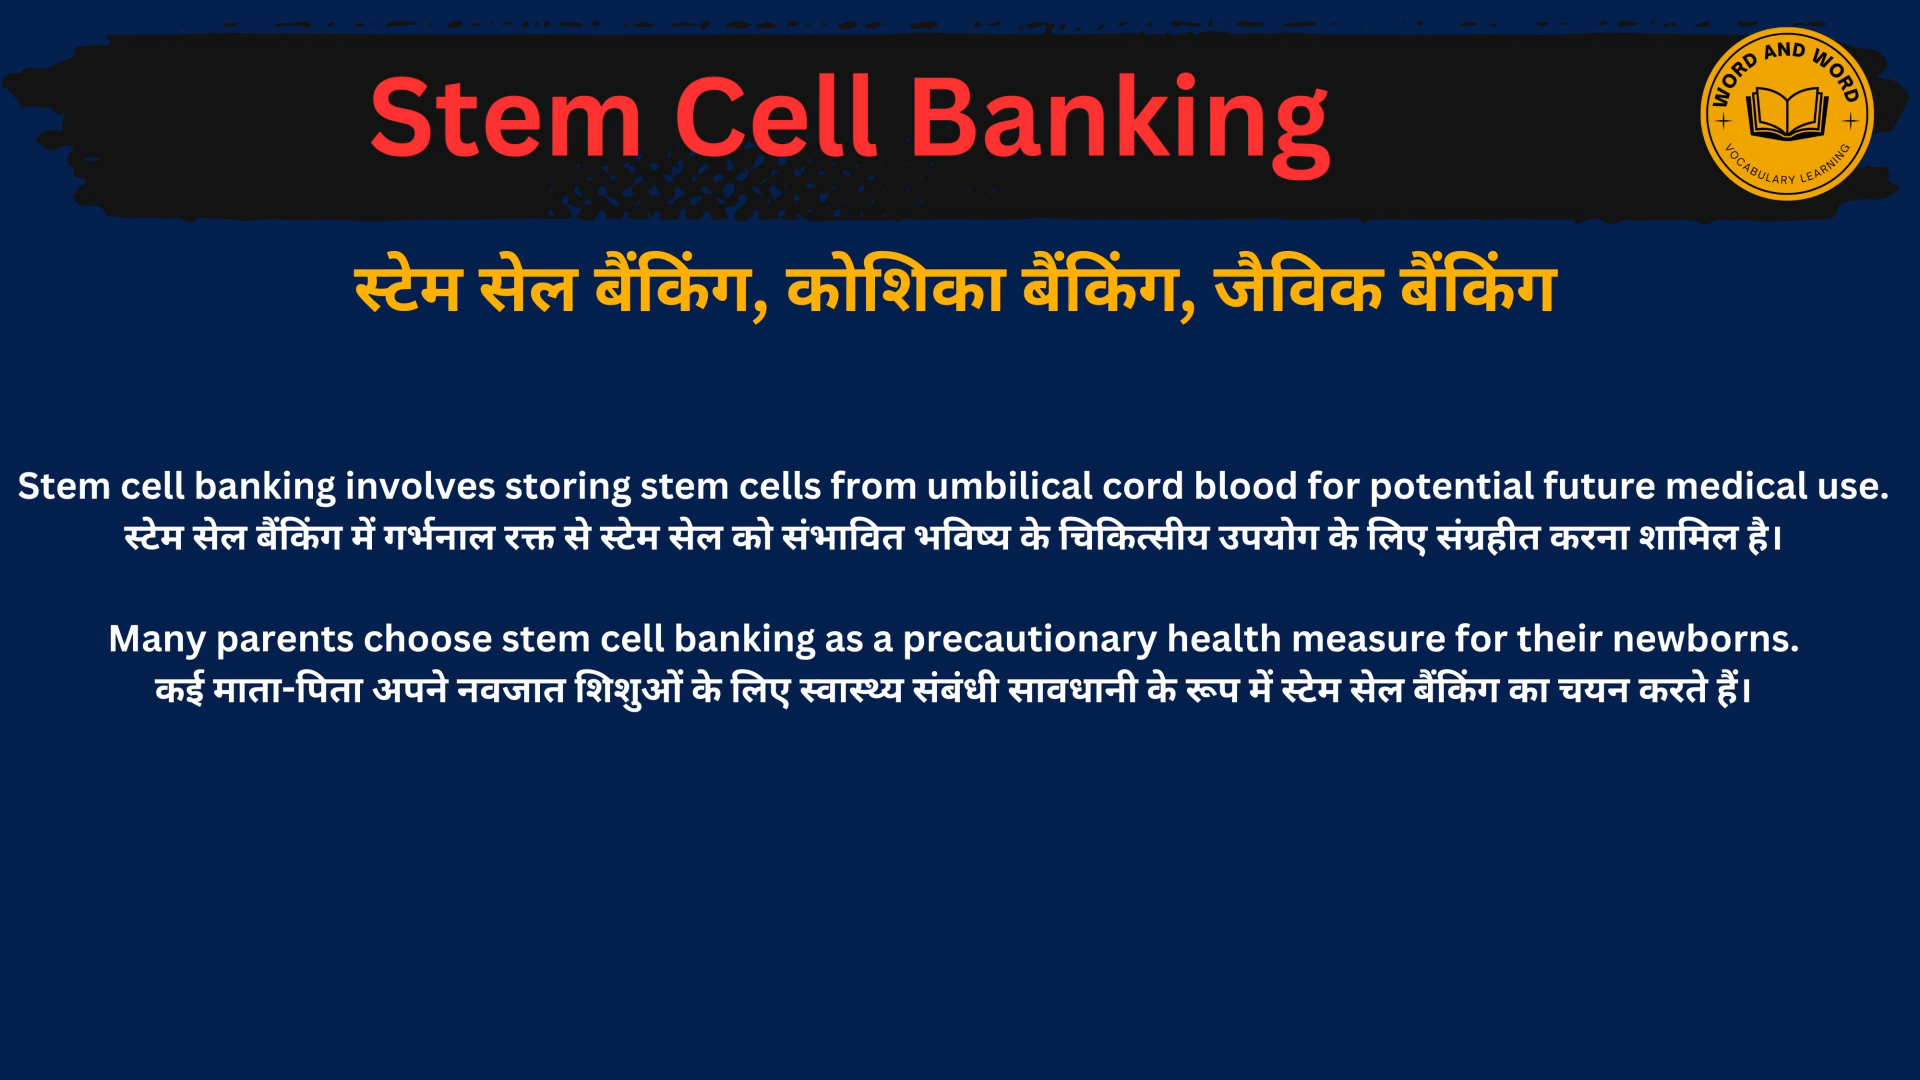 Stem Cell Banking
WORD AND WORD
VOCABULARY LEARNING
स्टेम सेल बैंकिंग, कोशिका बैंकिंग, जैविक बैंकिंग
Stem cell banking involves storing stem cells from umbilical cord blood for potential future medical use.
स्टेम सेल बैंकिंग में गर्भनाल रक्त से स्टेम सेल को संभावित भविष्य के चिकित्सीय उपयोग के लिए संग्रहीत करना शामिल है।
Many parents choose stem cell banking as a precautionary health measure for their newborns.
कई माता-पिता अपने नवजात शिशुओं के लिए स्वास्थ्य संबंधी सावधानी के रूप में स्टेम सेल बैंकिंग का चयन करते हैं।